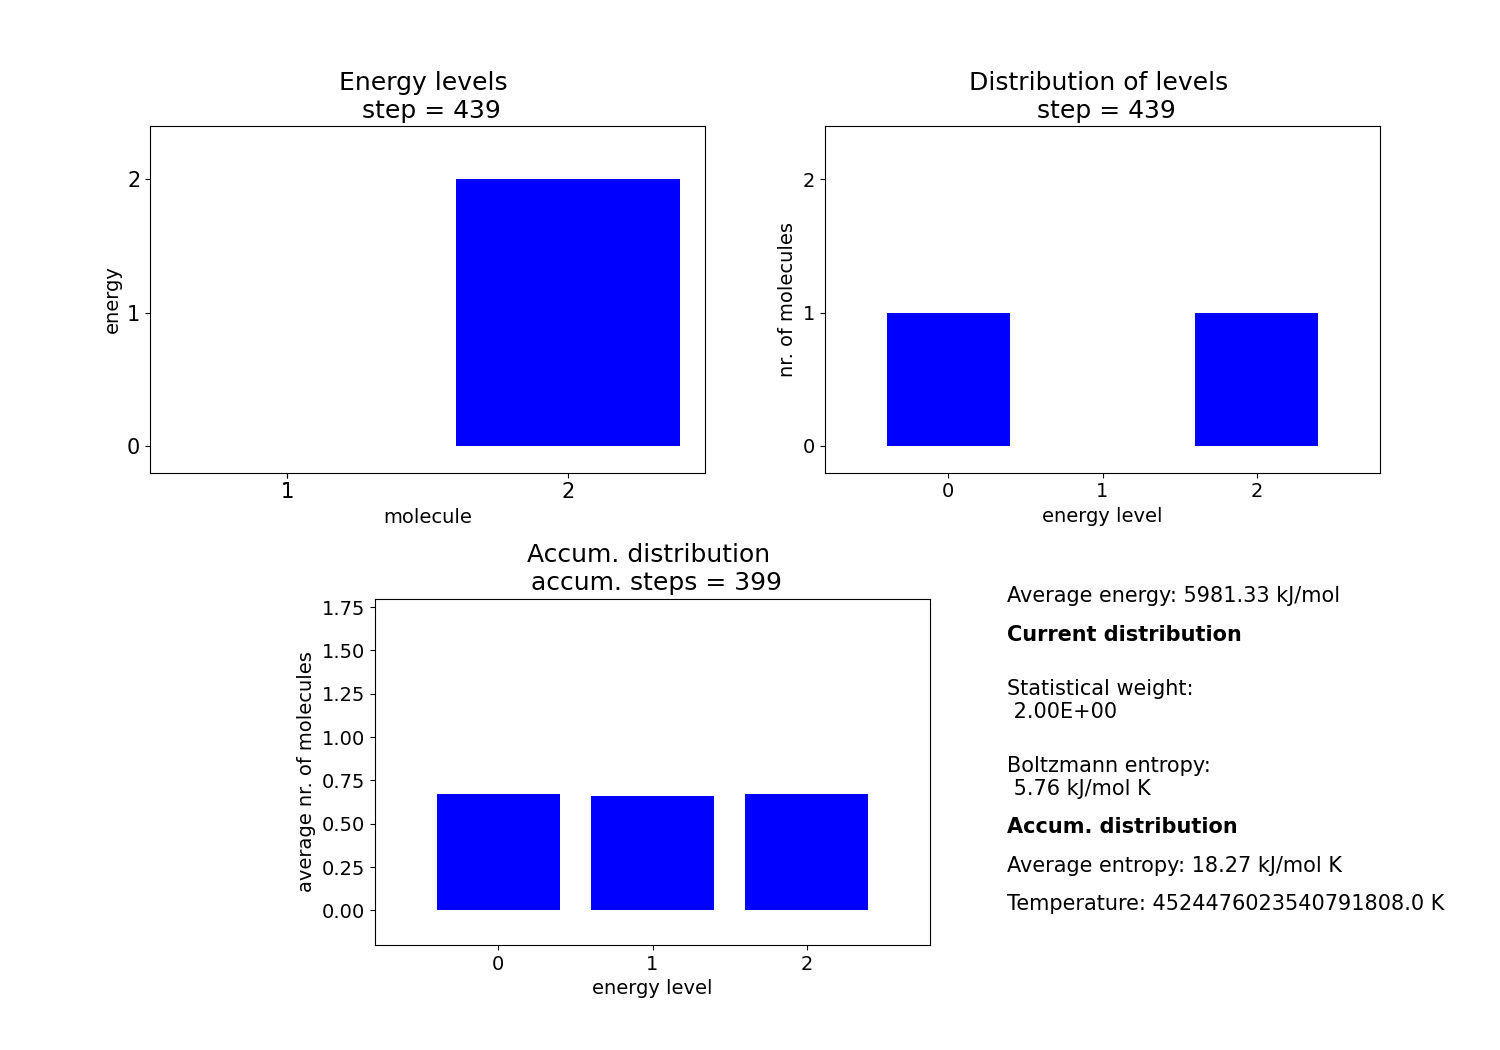 Energy levels
step = 439
2
1
0
energy
1
2
molecule
Distribution of levels
step = 439
2
1
0
nr. of molecules
0
1
2
energy level
Accum. distribution
accum. steps = 399
1.75
1.50
1.25
1.00
0.75
0.50
0.25
0.00
average nr. of molecules
0
1
2
energy level
Average energy: 5981.33 kJ/mol
Current distribution
Statistical weight:
2.00E+00
Boltzmann entropy:
5.76 kJ/mol K
Accum. distribution
Average entropy: 18.27 kJ/mol K
Temperature: 4524476023540791808.0 K